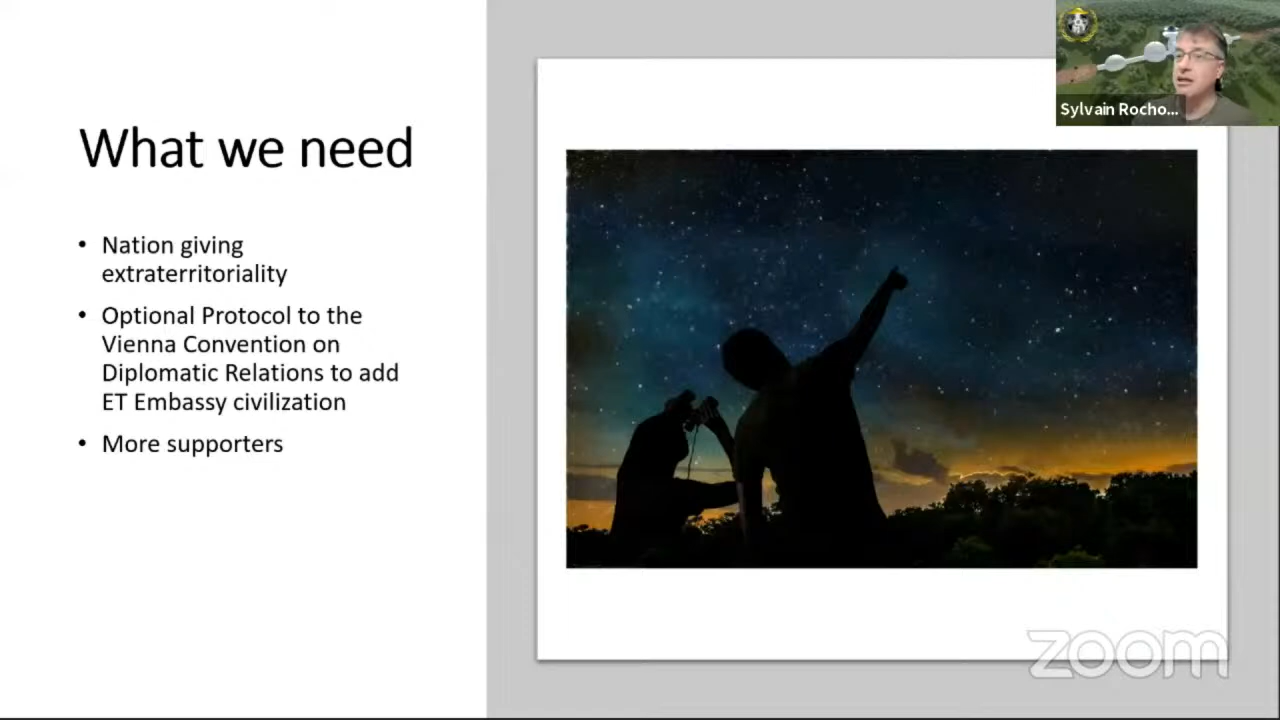 What we need
• Nation giving
extraterritoriality
• Optional Protocol to the
Vienna Convention on
Diplomatic Relations to add
ET Embassy civilization
• More supporters
Sylvain Rocho...
zoom